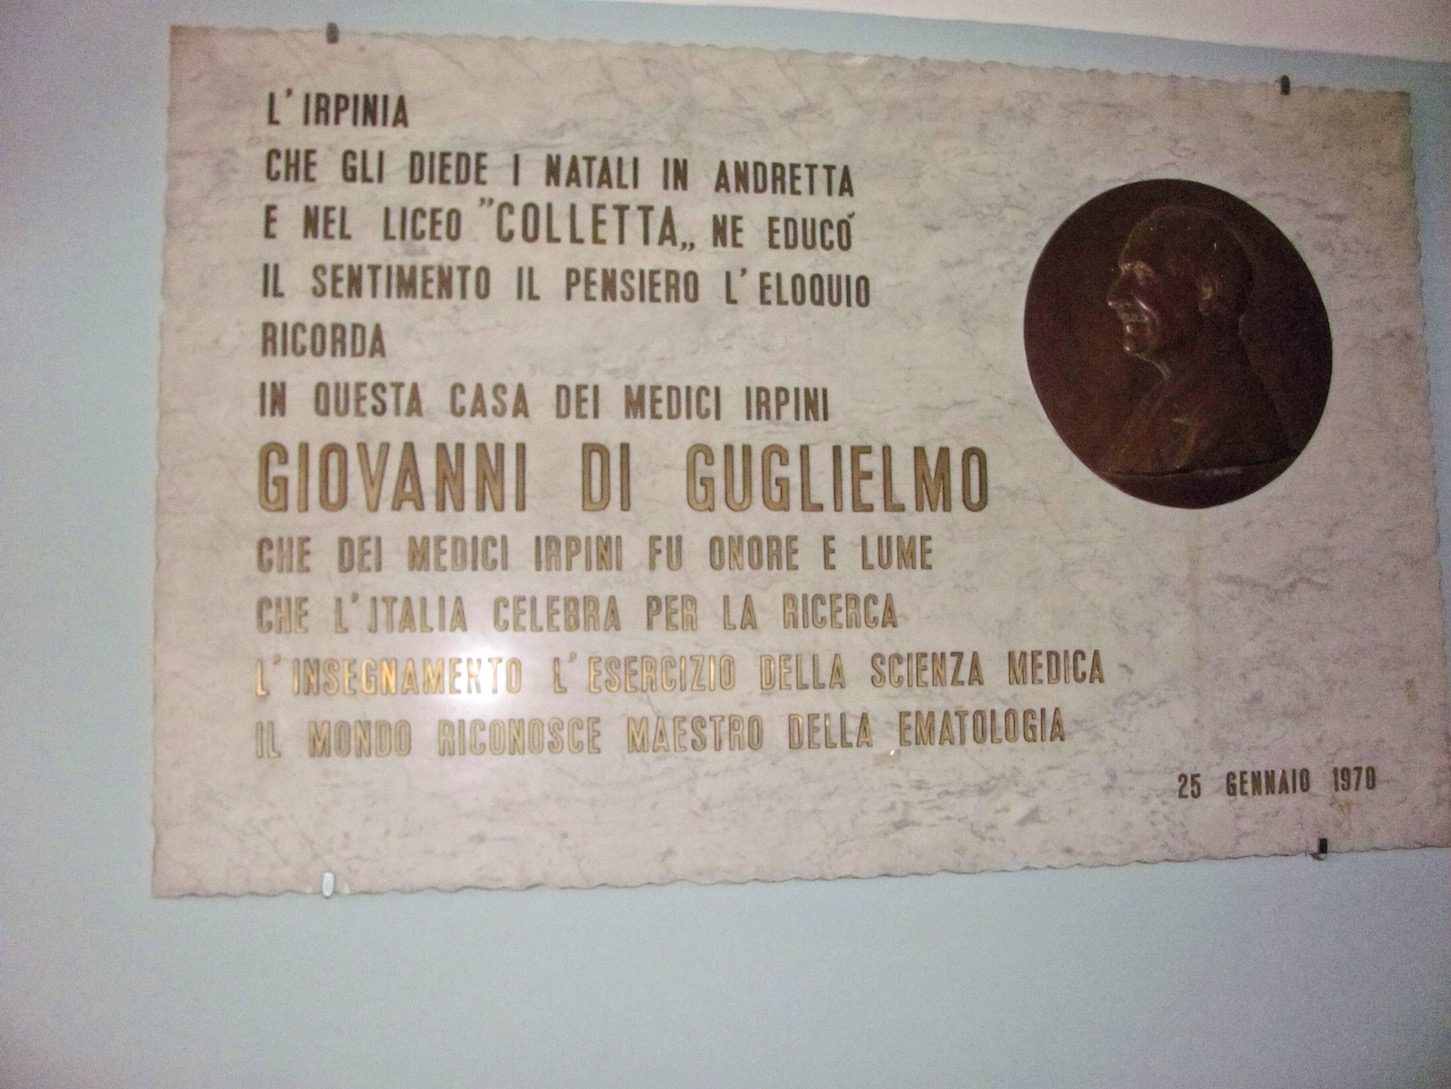 L'IRPINIA
CHE GLI DIEDE I NATALI IN ANDRETTA
E NEL LICEO "COLLETTA„ NE EDUCÓ
IL SENTIMENTO IL PENSIERO L'ELOQUIO
RICORDA
IN QUESTA CASA DEI MEDICI IRPINI
GIOVANNI DI GUGLIELMO
CHE DEI MEDICI IRPINI FU ONORE E LUME
CHE L'ITALIA CELEBRA PER LA RICERCA
L'INSEGNAMENTO L'ESERCIZIO DELLA SCIENZA MEDICA
IL MONDO RICONOSCE MAESTRO DELLA EMATOLOGIA
25 GENNAIO 1970